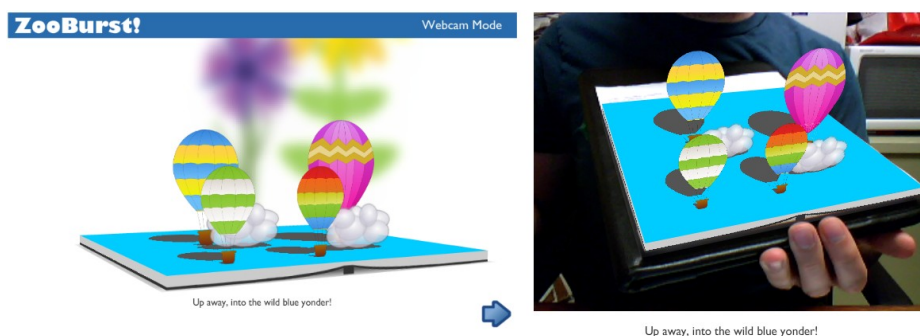 ZooBurst!
Webcam Mode
Up away, into the wild blue yonder!
Up away, into the wild blue yonder!